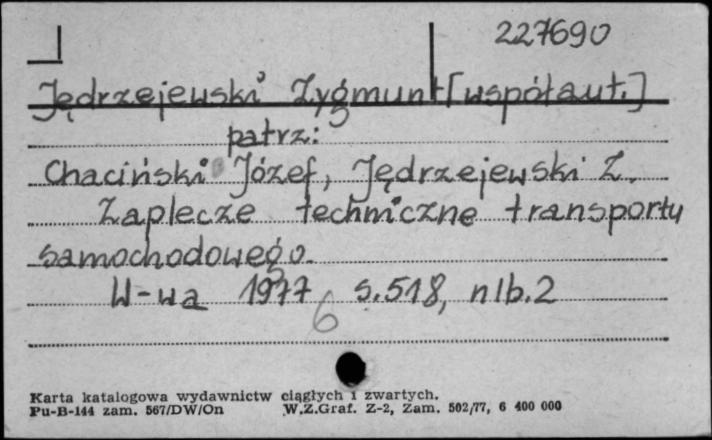 227690
Jędrzejewski Zygmunt [współaut.]
patrz:
Chaciński Józef, Jędrzejewski Z.
Zaplecze techniczne transportu
samochodowego.
W-wa 1977 s.518, nlb.2
6
Karta katalogowa wydawnictw ciągłych i zwartych.
Pu-B-144 zam. 567/DW/On W.Z.Graf. Z-2, Zam. 502/77, 6 400 000